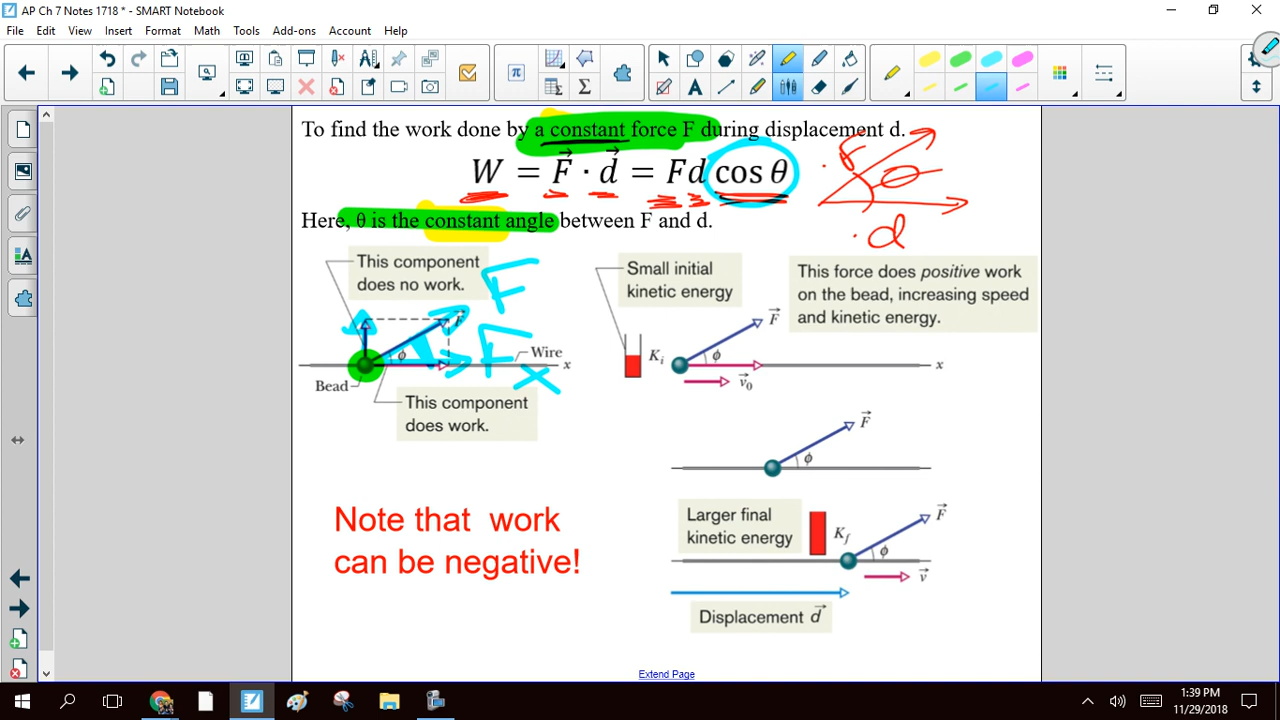 AP Ch 7 Notes 1718 * - SMART Notebook
File Edit View Insert Format Math Tools Add-ons Account Help
To find the work done by a constant force F during displacement d.
W = F⃗ · d⃗ = Fd cos θ
F
θ
d
Here, θ is the constant angle between F and d.
This component
does no work.
F
F⃗
ϕ
Fx
Wire
x
Bead
This component
does work.
Small initial
kinetic energy
This force does positive work
on the bead, increasing speed
and kinetic energy.
Ki
F⃗
ϕ
x
v⃗0
F⃗
ϕ
Note that work
can be negative!
Larger final
kinetic energy
Kf
F⃗
ϕ
v⃗
Displacement d⃗
Extend Page
1:39 PM
11/29/2018